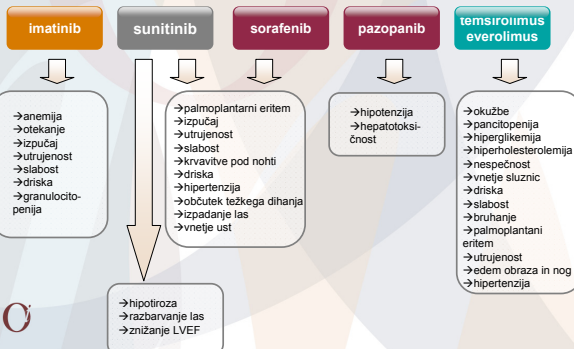 imatinib
sunitinib
sorafenib
pazopanib
temsirolimus
everolimus
→anemija
→otekanje
→izpučaj
→utrujenost
→slabost
→driska
→granulocito-
penija
→palmoplantarni eritem
→izpučaj
→utrujenost
→slabost
→krvavitve pod nohti
→driska
→hipertenzija
→občutek težkega dihanja
→izpadanje las
→vnetje ust
→hipotenzija
→hepatotoksi-
čnost
→okužbe
→pancitopenija
→hiperglikemija
→hiperholesterolemija
→nespečnost
→vnetje sluznic
→driska
→slabost
→bruhanje
→palmoplantani
eritem
→utrujenost
→edem obraza in nog
→hipertenzija
→hipotiroza
→razbarvanje las
→znižanje LVEF